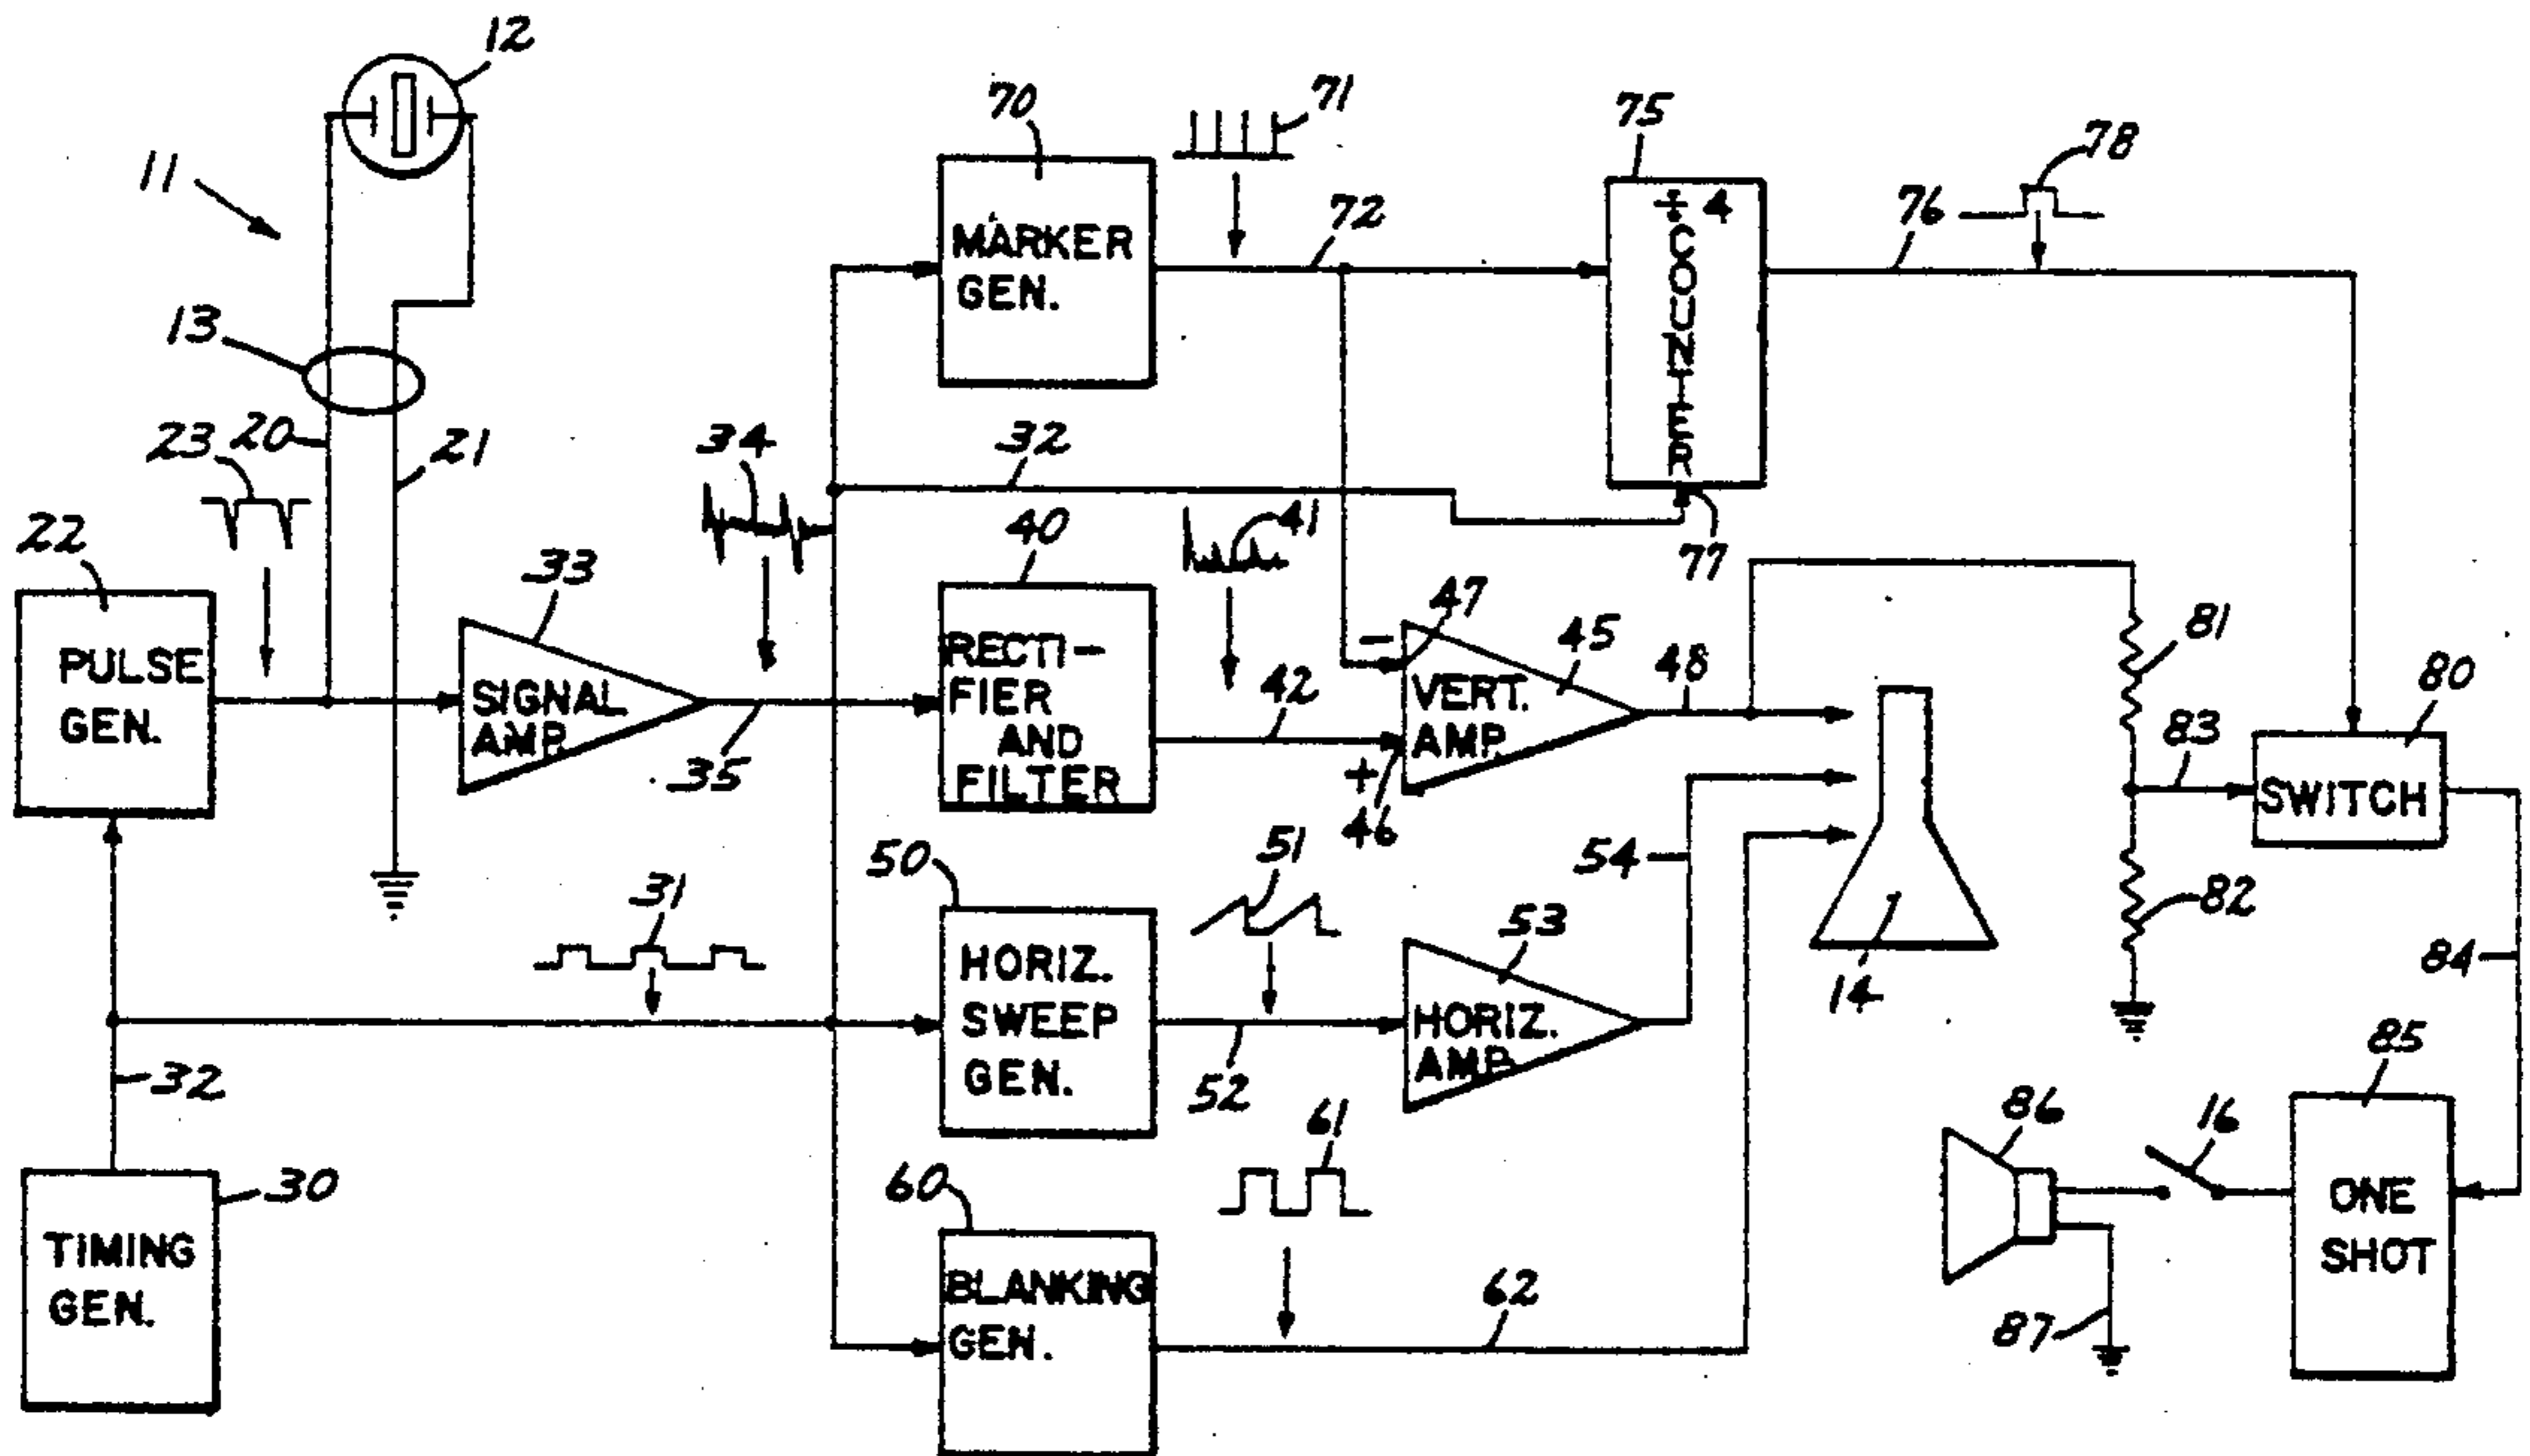 12
11
13
23
20
21
22
PULSE
GEN.
33
SIGNAL
AMP.
34
35
31
32
30
TIMING
GEN.
70
MARKER
GEN.
71
72
32
40
RECTI-
FIER
AND
FILTER
41
42
50
HORIZ.
SWEEP
GEN.
51
52
60
BLANKING
GEN.
61
62
75
÷4
COUNTER
77
76
78
47
-
+
46
45
VERT.
AMP.
48
53
HORIZ.
AMP.
54
14
81
82
83
80
SWITCH
84
85
ONE
SHOT
16
86
87